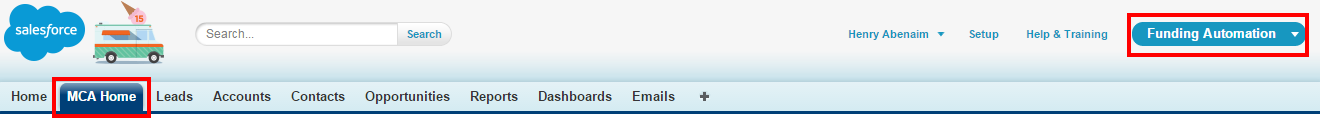 salesforce
15
Search...
Search
Henry Abenaim
Setup
Help & Training
Funding Automation
Home
MCA Home
Leads
Accounts
Contacts
Opportunities
Reports
Dashboards
Emails
+